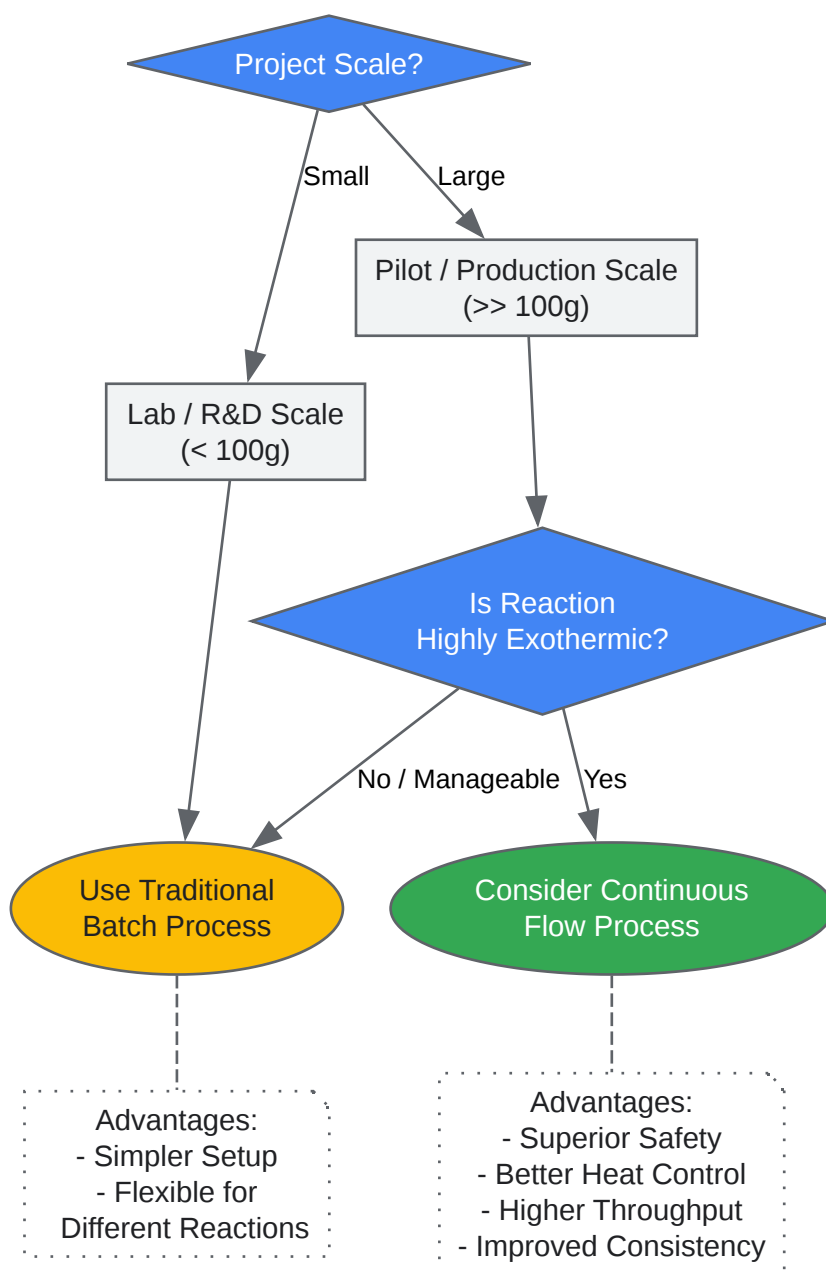 Project Scale?
Small
Large
Pilot / Production Scale
(>> 100g)
Lab / R&D Scale
(< 100g)
Is Reaction
Highly Exothermic?
No / Manageable
Yes
Use Traditional
Batch Process
Consider Continuous
Flow Process
Advantages:
- Simpler Setup
- Flexible for
Different Reactions
Advantages:
- Superior Safety
- Better Heat Control
- Higher Throughput
- Improved Consistency